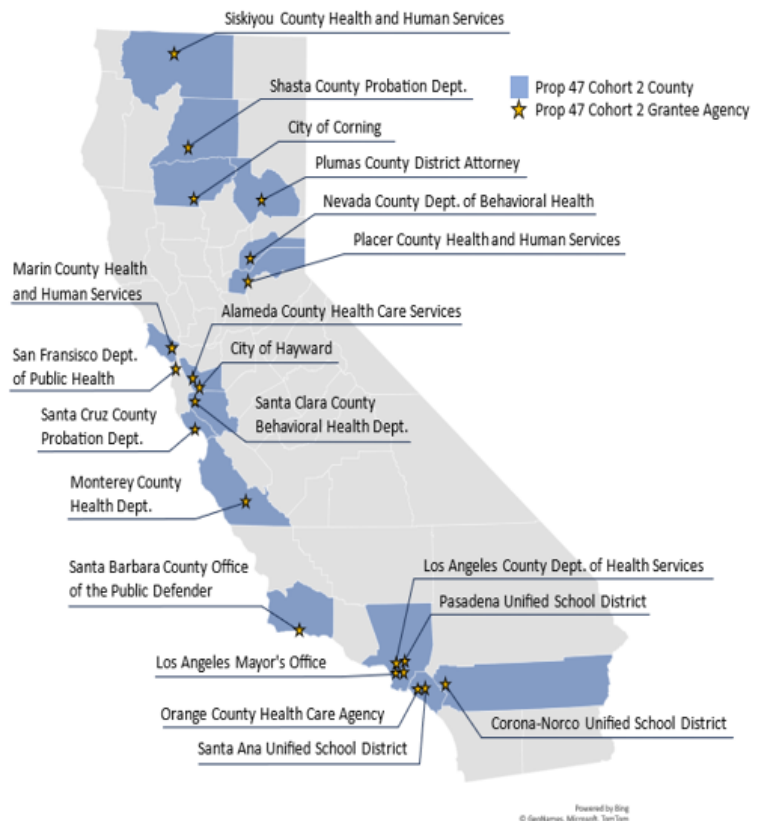 Siskiyou County Health and Human Services
Shasta County Probation Dept.
Prop 47 Cohort 2 County
Prop 47 Cohort 2 Grantee Agency
City of Corning
Plumas County District Attorney
Nevada County Dept. of Behavioral Health
Placer County Health and Human Services
Marin County Health
and Human Services
Alameda County Health Care Services
San Fransisco Dept.
of Public Health
City of Hayward
Santa Cruz County
Probation Dept.
Santa Clara County
Behavioral Health Dept.
Monterey County
Health Dept.
Santa Barbara County Office
of the Public Defender
Los Angeles County Dept. of Health Services
Pasadena Unified School District
Los Angeles Mayor's Office
Orange County Health Care Agency
Corona-Norco Unified School District
Santa Ana Unified School District
Powered by Bing
© GeoNames, Microsoft, TomTom